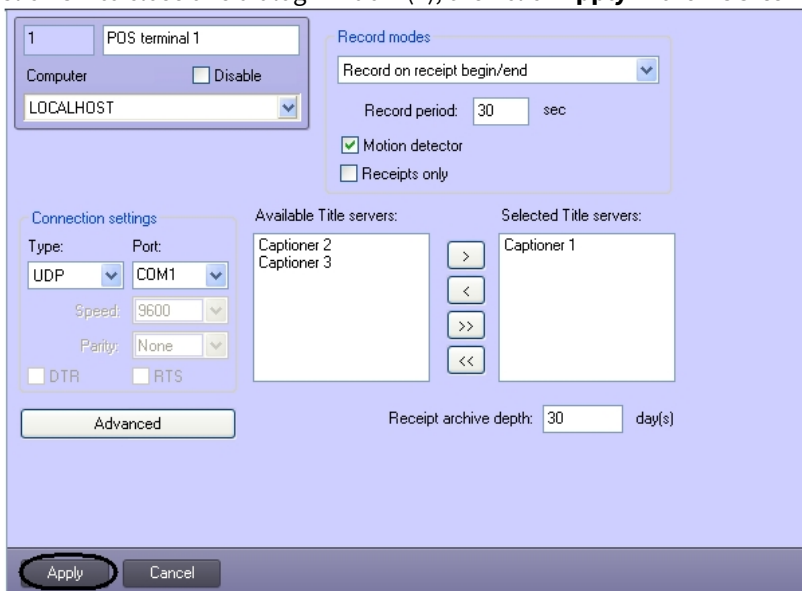 1 POS terminal 1
Computer Disable
LOCALHOST
Record modes
Record on receipt begin/end
Record period: 30 sec
Motion detector
Receipts only
Connection settings
Type: Port:
UDP COM1
Speed: 9600
Parity: None
DTR RTS
Available Title servers:
Captioner 2
Captioner 3
>
<
>>
<<
Selected Title servers:
Captioner 1
Advanced
Receipt archive depth: 30 day(s)
Apply Cancel